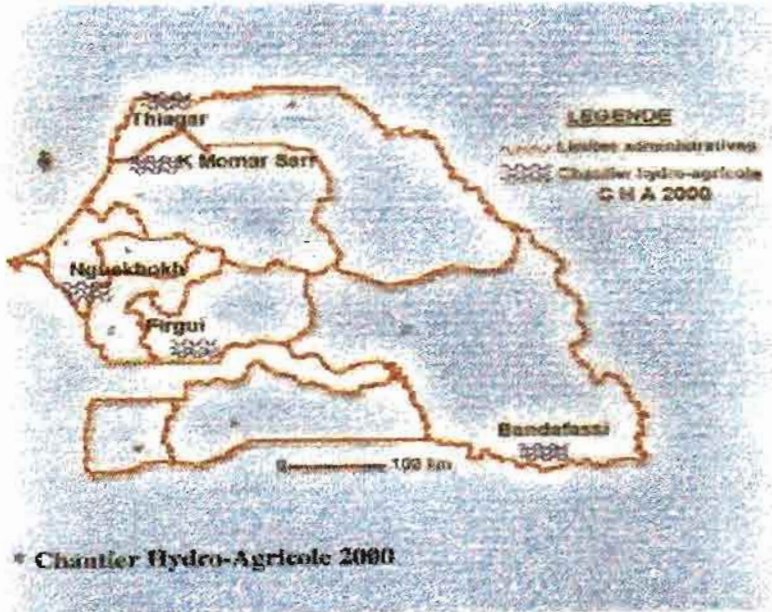 Thiagar
LEGENDE
K Momar Sarr
Limites administratives
Chantier hydro-agricole
C H A 2000
Nguekhokh
Firgui
Bandafassi
0 100 km
* Chantier Hydro-Agricole 2000